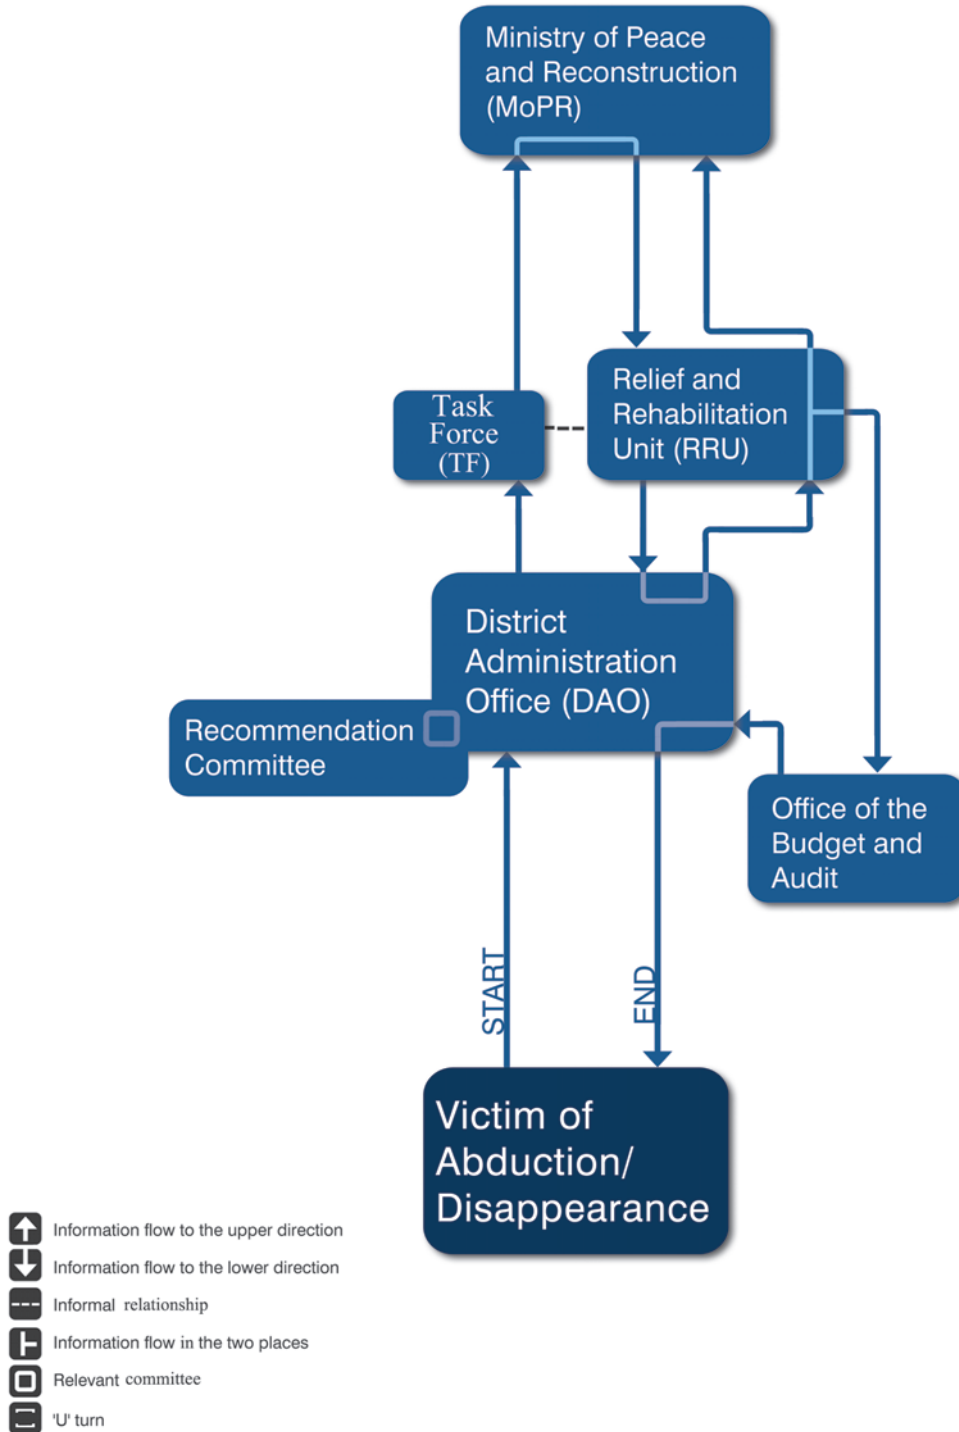 Ministry of Peace
and Reconstruction
(MoPR)
Task
Force
(TF)
Relief and
Rehabilitation
Unit (RRU)
District
Administration
Office (DAO)
Recommendation
Committee
Office of the
Budget and
Audit
START
END
Victim of
Abduction/
Disappearance
Information flow to the upper direction
Information flow to the lower direction
Informal relationship
Information flow in the two places
Relevant committee
'U' turn